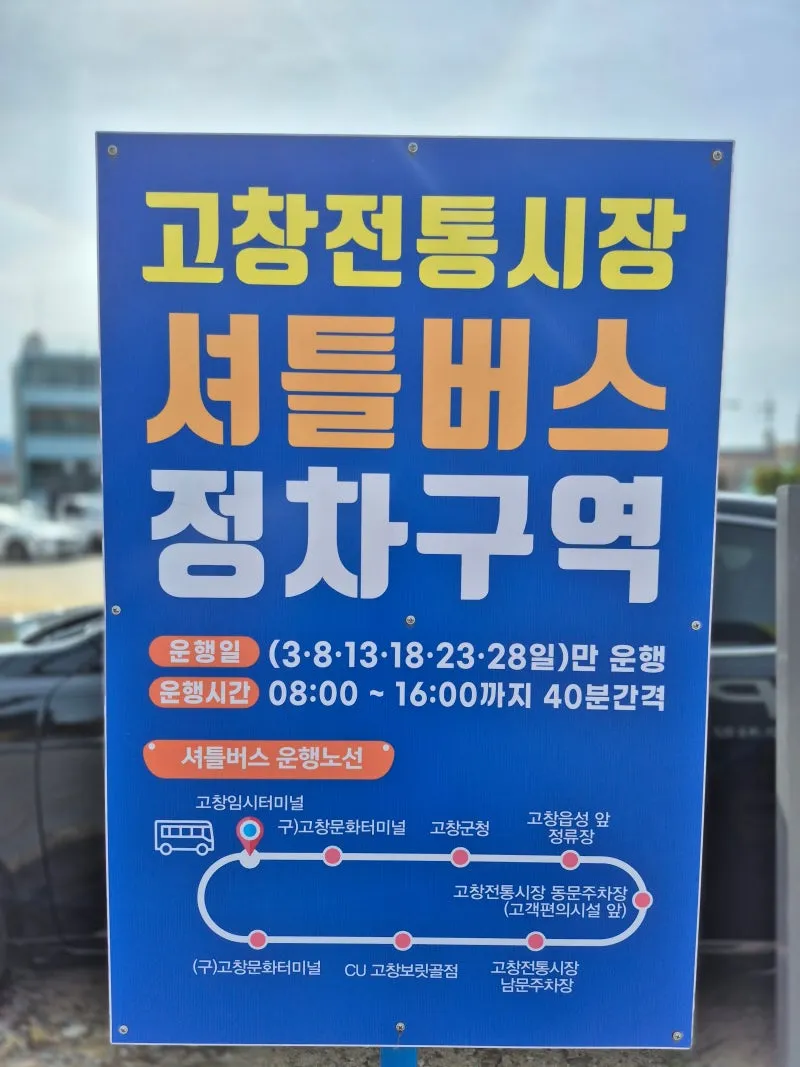 고창전통시장
셔틀버스
정차구역
운행일 (3·8·13·18·23·28일)만 운행
운행시간 08:00 ~ 16:00까지 40분간격
셔틀버스 운행노선
고창임시터미널
구)고창문화터미널
고창군청
고창읍성 앞
정류장
고창전통시장 동문주차장
(고객편의시설 앞)
(구)고창문화터미널
CU 고창보릿골점
고창전통시장
남문주차장